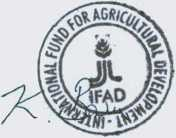 INTERNATIONAL FUND FOR AGRICULTURAL DEVELOPMENT -
IFAD
K.